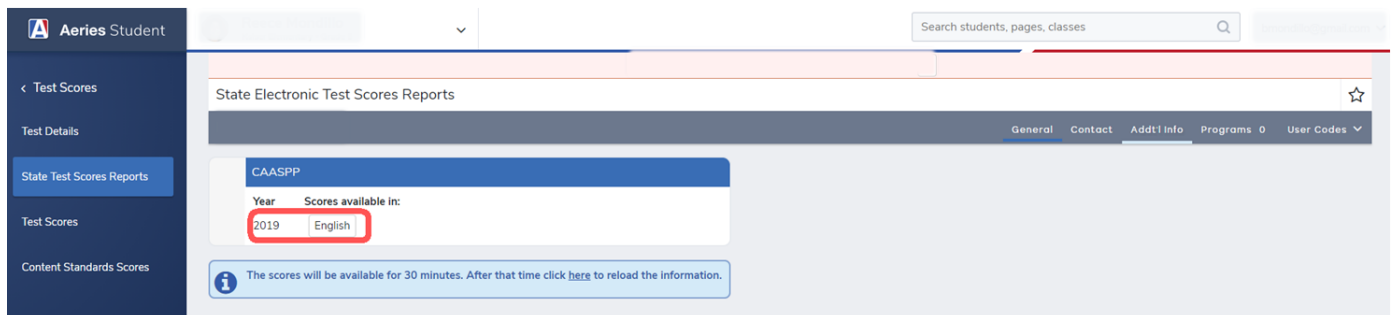 Aeries Student
Search students, pages, classes
Test Scores
Test Details
State Test Scores Reports
Test Scores
Content Standards Scores
State Electronic Test Scores Reports
General Contact Addt'l Info Programs 0 User Codes
CAASPP
Year Scores available in:
2019 English
The scores will be available for 30 minutes. After that time click here to reload the information.